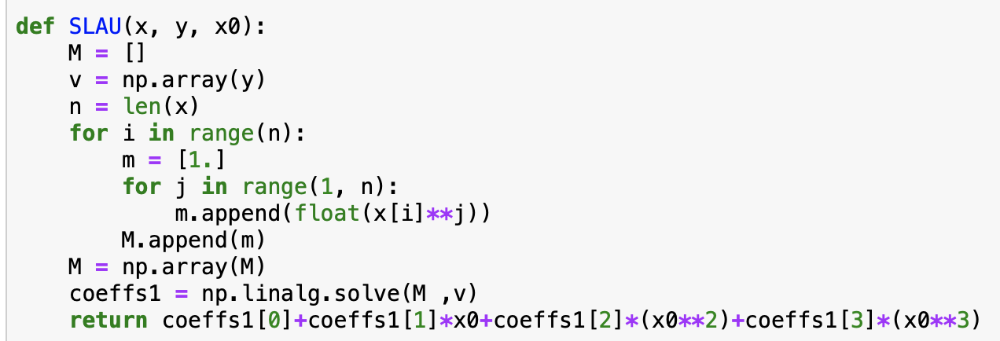 def SLAU(x, y, x0):
    M = []
    v = np.array(y)
    n = len(x)
    for i in range(n):
        m = [1.]
        for j in range(1, n):
            m.append(float(x[i]**j))
        M.append(m)
    M = np.array(M)
    coeffs1 = np.linalg.solve(M ,v)
    return coeffs1[0]+coeffs1[1]*x0+coeffs1[2]*(x0**2)+coeffs1[3]*(x0**3)